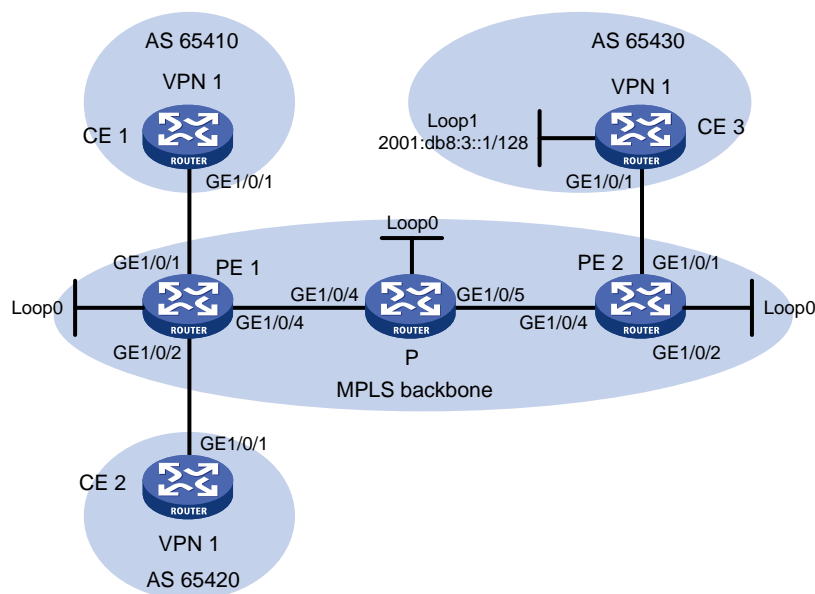 AS 65410
VPN 1
CE 1
ROUTER
GE1/0/1
AS 65430
VPN 1
Loop1
2001:db8:3::1/128
ROUTER
CE 3
GE1/0/1
Loop0
GE1/0/1
PE 1
Loop0
ROUTER
GE1/0/2
GE1/0/4
GE1/0/4
ROUTER
P
GE1/0/5
PE 2
GE1/0/1
GE1/0/4
ROUTER
Loop0
GE1/0/2
MPLS backbone
GE1/0/1
CE 2
ROUTER
VPN 1
AS 65420